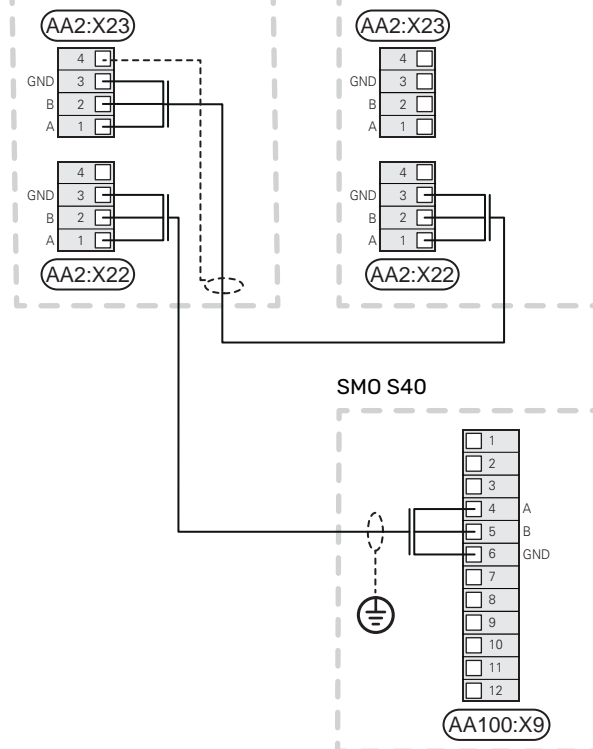 AA2:X23
4
GND 3
B 2
A 1
4
GND 3
B 2
A 1
AA2:X22
AA2:X23
4
GND 3
B 2
A 1
4
GND 3
B 2
A 1
AA2:X22
SMO S40
1
2
3
4 A
5 B
6 GND
7
8
9
10
11
12
AA100:X9